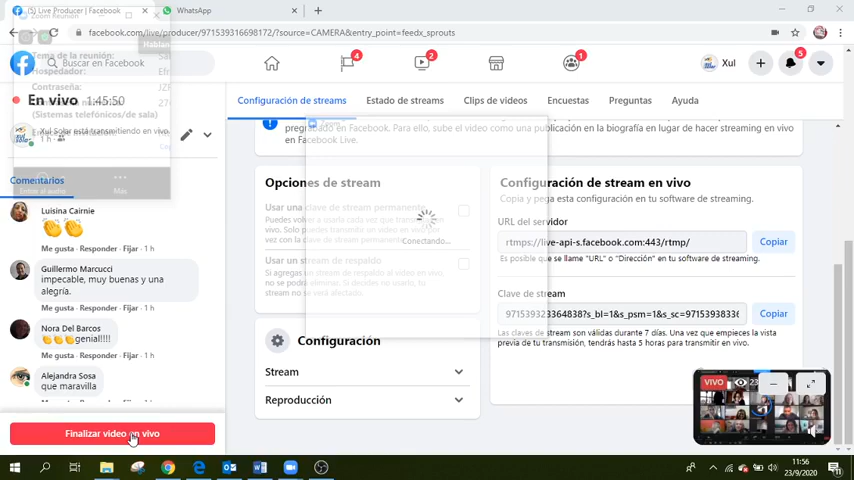 (5) Live Producer | Facebook
WhatsApp
facebook.com/live/producer/971539316698172/?source=CAMERA&entry_point=feedx_sprouts
Zoom Reunión
Hablan
Buscar en Facebook
4
2
1
Xul
5
Tema de la reunión:
Hospedador:
Contraseña:
(Sistemas telefónicos/de sala)
En vivo 1:45:50
Xul Solar está transmitiendo en vivo.
1 h
Entrar al audio
Más
Comentarios
Luisina Cairnie
Me gusta · Responder · Fijar · 1 h
Guillermo Marcucci
impecable, muy buenas y una
alegría.
Me gusta · Responder · Fijar · 1 h
Nora Del Barcos
genial!!!!
Me gusta · Responder · Fijar · 1 h
Alejandra Sosa
que maravilla
Me gusta · Responder · Fijar · 1 h
Finalizar video en vivo
Configuración de streams
Estado de streams
Clips de videos
Encuestas
Preguntas
Ayuda
pregrabado en Facebook. Para ello, sube el video como una publicación en la biografía en lugar de hacer streaming en vivo
en Facebook Live.
Zoom
Conectando...
Opciones de stream
Usar una clave de stream permanente
Puedes volver a usarla cada vez que
vivo. Solo puedes transmitir un video en vivo por
vez con la clave de stream permanente.
Usar un stream de respaldo
Si agregas un stream de respaldo al video en vivo,
no se podrá eliminar. Si decides no usarlo, tu
stream no se verá afectado.
Configuración
Stream
Reproducción
Configuración de stream en vivo
Copia y pega esta configuración en tu software de streaming.
URL del servidor
rtmps://live-api-s.facebook.com:443/rtmp/
Copiar
Es posible que se llame "URL" o "Dirección" en tu software de streaming.
Clave de stream
Copiar
Las claves de stream son válidas durante 7 días. Una vez que empieces la vista
previa de tu transmisión, tendrás hasta 5 horas para transmitir en vivo.
VIVO
11:56
23/9/2020